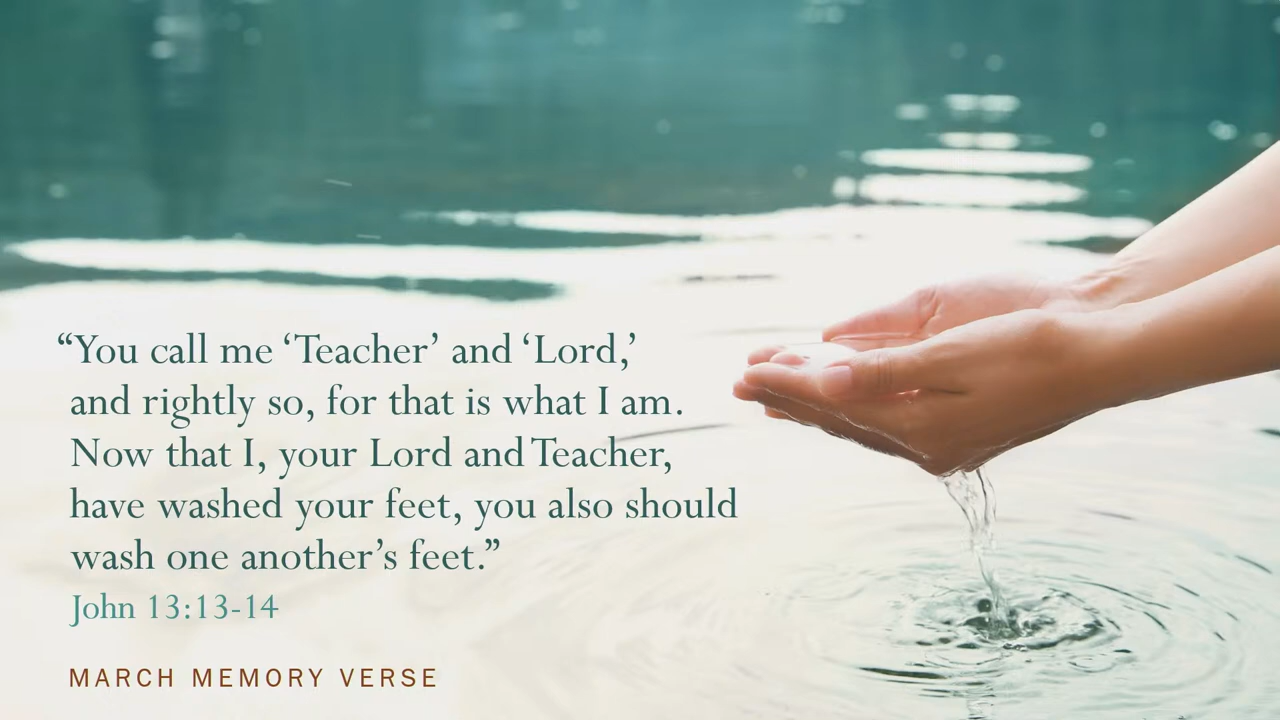 “You call me ‘Teacher’ and ‘Lord,’
and rightly so, for that is what I am.
Now that I, your Lord and Teacher,
have washed your feet, you also should
wash one another’s feet.”
John 13:13-14
MARCH MEMORY VERSE